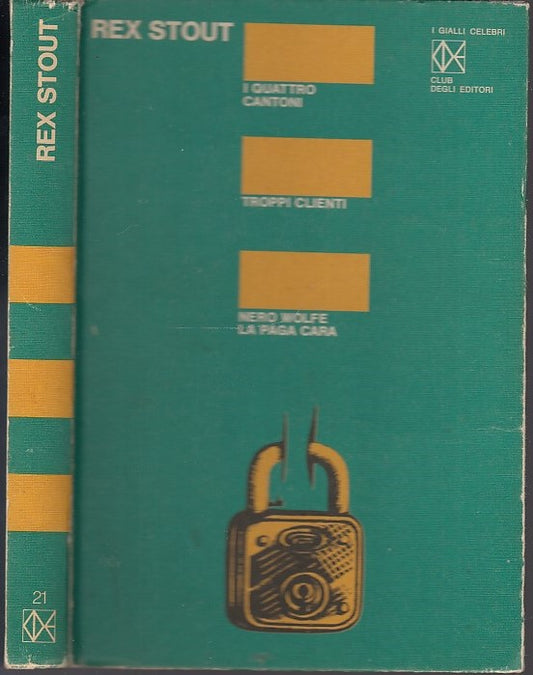 REX STOUT
21
REX STOUT
I GIALLI CELEBRI
CLUB
DEGLI EDITORI
I QUATTRO
CANTONI
TROPPI CLIENTI
NERO WOLFE
LA PAGA CARA